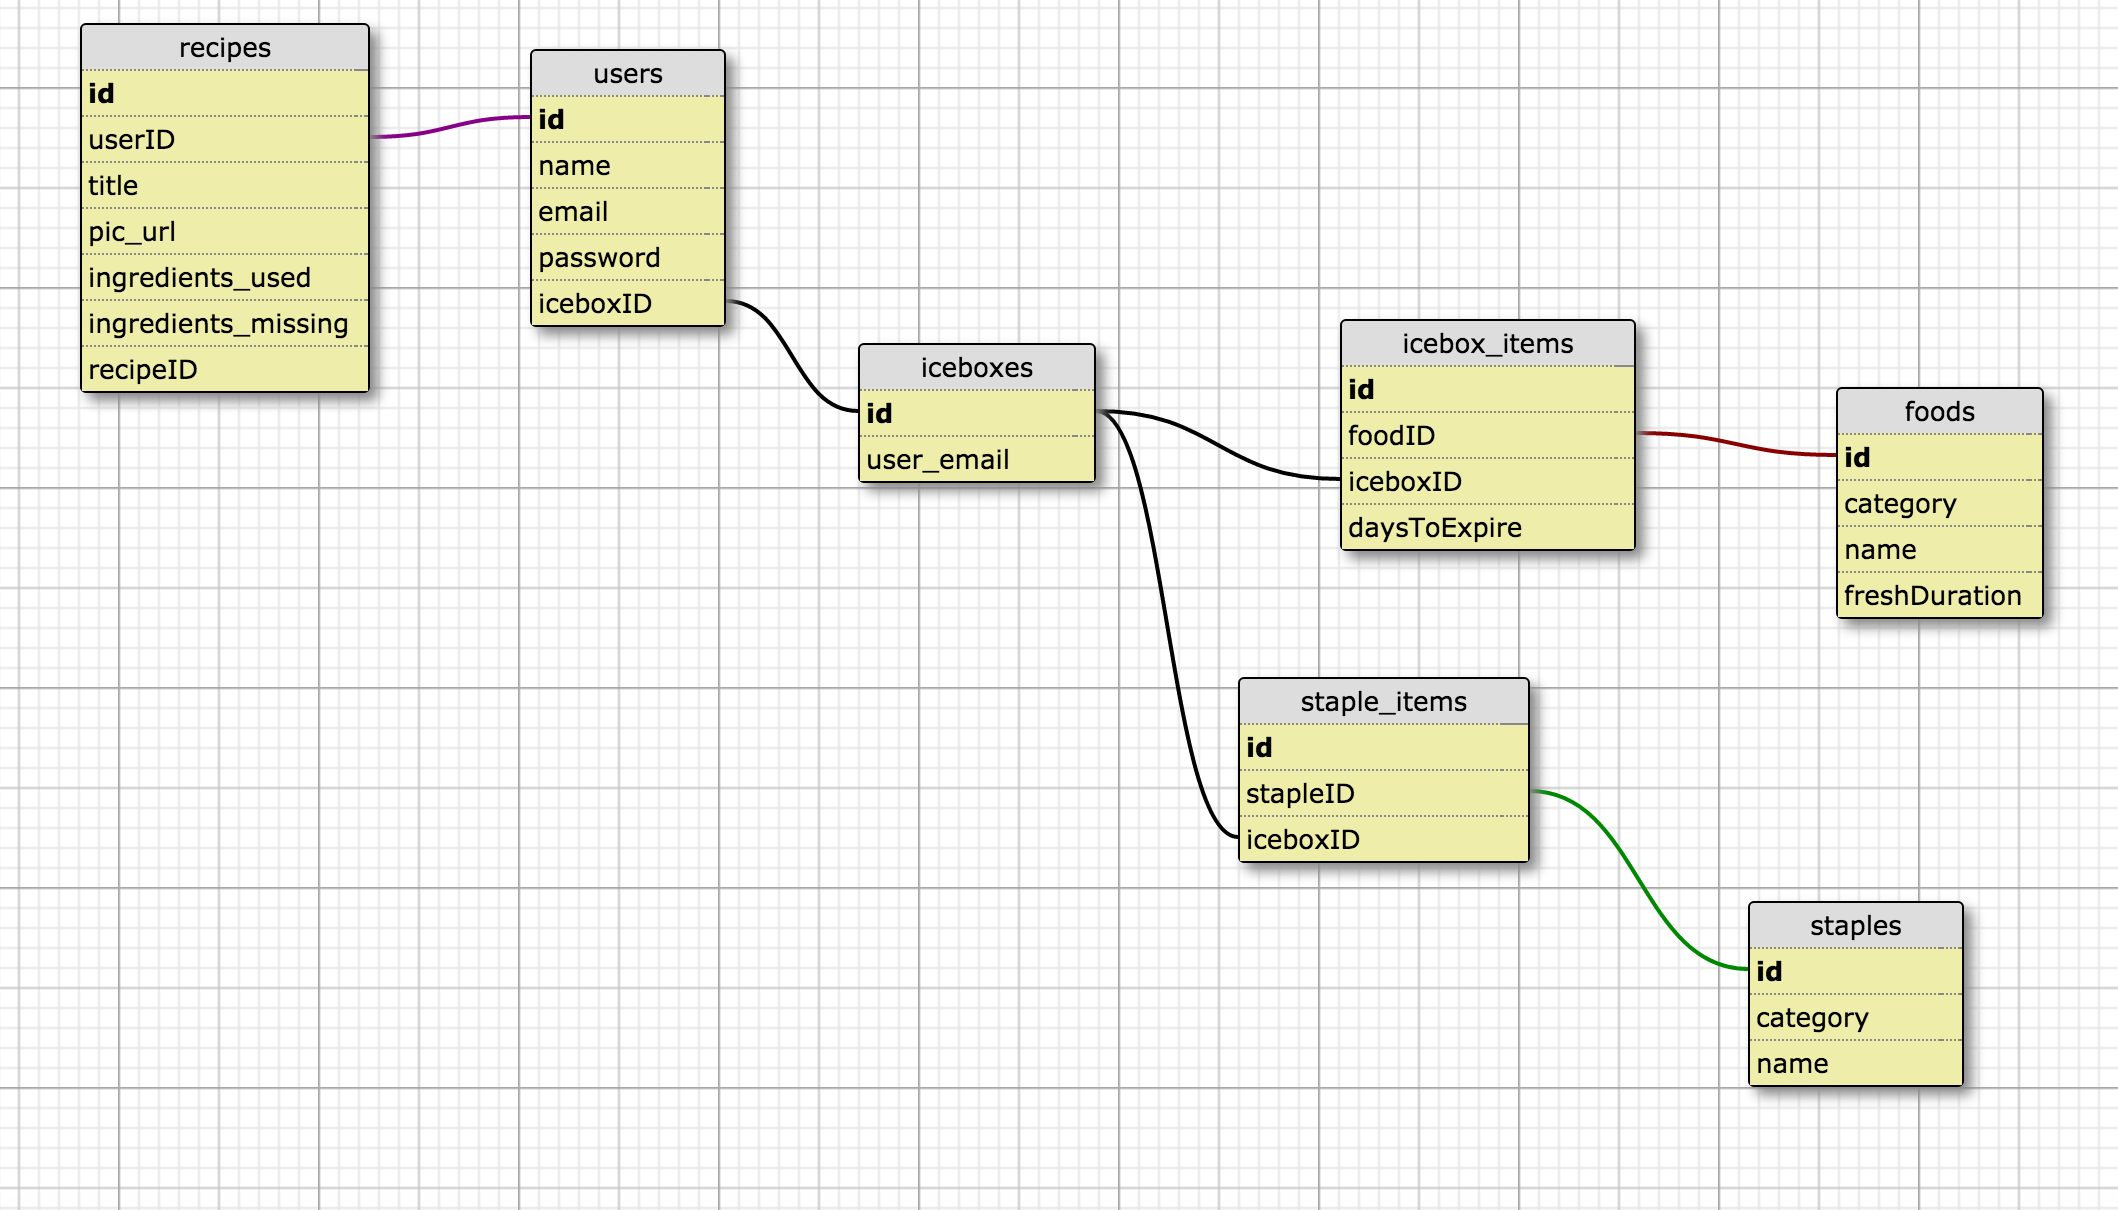 recipes
id
userID
title
pic_url
ingredients_used
ingredients_missing
recipeID
users
id
name
email
password
iceboxID
iceboxes
id
user_email
icebox_items
id
foodID
iceboxID
daysToExpire
foods
id
category
name
freshDuration
staple_items
id
stapleID
iceboxID
staples
id
category
name